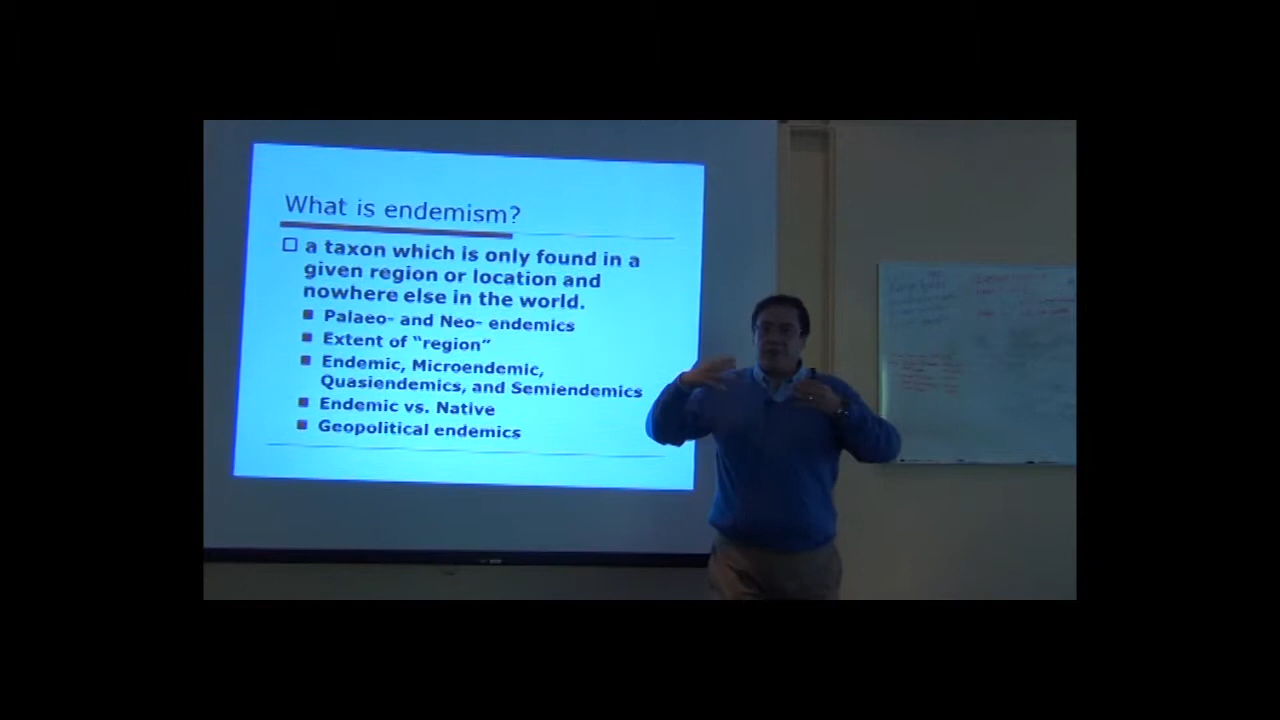 What is endemism?
a taxon which is only found in a
given region or location and
nowhere else in the world.
Palaeo- and Neo- endemics
Extent of "region"
Endemic, Microendemic,
Quasiendemics, and Semiendemics
Endemic vs. Native
Geopolitical endemics